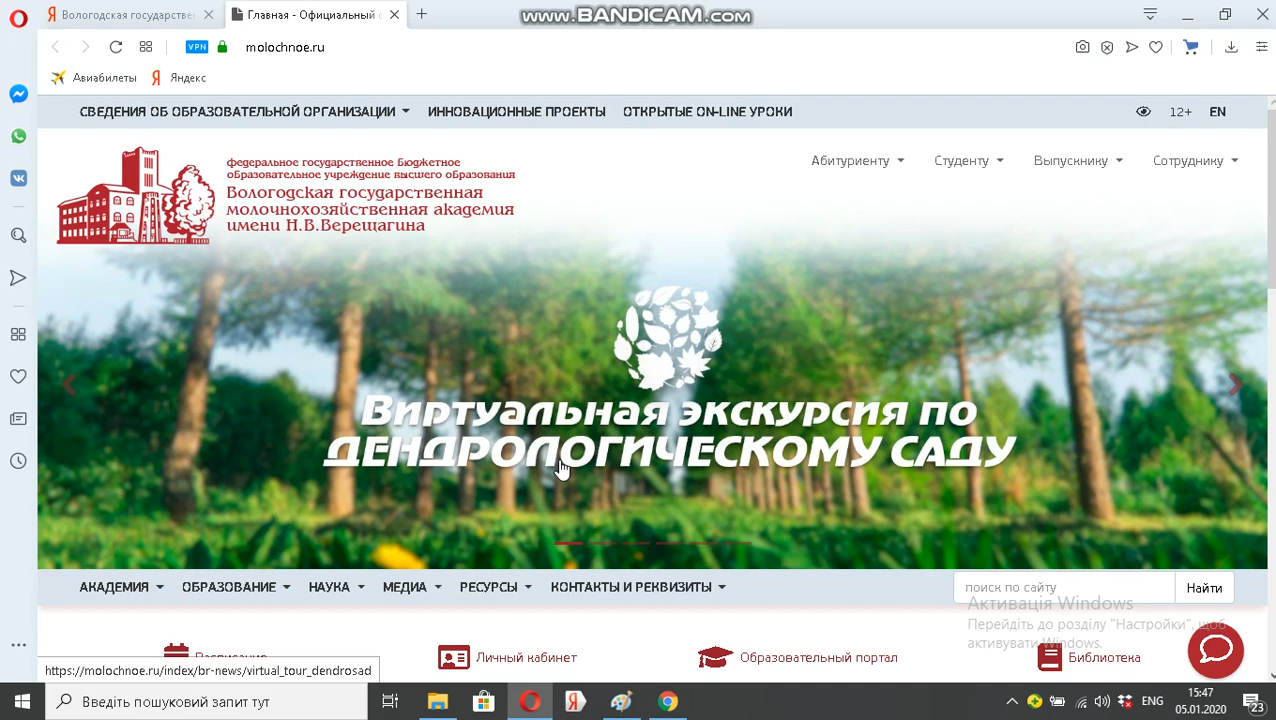 www.BANDICAM.com
Вологодская государстве
Главная - Официальный с
VPN
molochnoe.ru
Авиабилеты
Яндекс
СВЕДЕНИЯ ОБ ОБРАЗОВАТЕЛЬНОЙ ОРГАНИЗАЦИИ
ИННОВАЦИОННЫЕ ПРОЕКТЫ
ОТКРЫТЫЕ ON-LINE УРОКИ
12+
EN
Федеральное государственное бюджетное
образовательное учреждение высшего образования
Вологодская государственная
молочнохозяйственная академия
имени Н.В.Верещагина
Абитуриенту
Студенту
Выпускнику
Сотруднику
Виртуальная экскурсия по
ДЕНДРОЛОГИЧЕСКОМУ САДУ
АКАДЕМИЯ
ОБРАЗОВАНИЕ
НАУКА
МЕДИА
РЕСУРСЫ
КОНТАКТЫ И РЕКВИЗИТЫ
поиск по сайту
Найти
Активація Windows
Перейдіть до розділу "Настройки", щоб
активувати Windows.
Расписание
Личный кабинет
Образовательный портал
Библиотека
https://molochnoe.ru/index/br-news/virtual_tour_dendrosad
Введіть пошуковий запит тут
ENG
15:47
05.01.2020
23